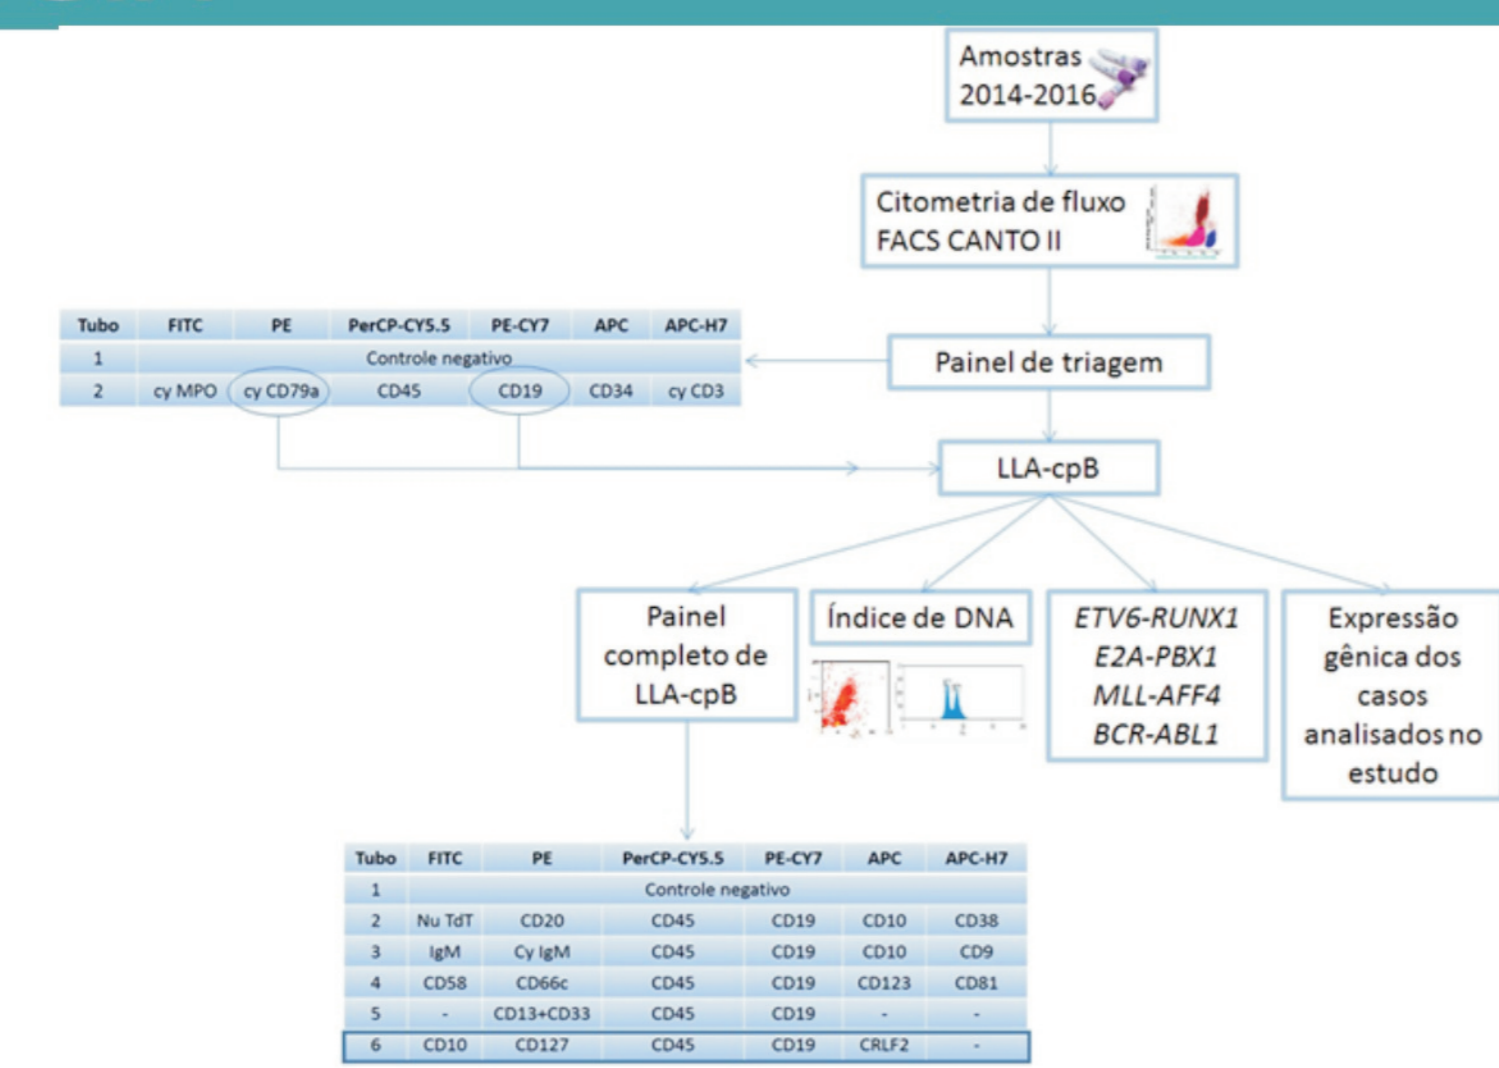 Amostras
2014-2016
Citometria de fluxo
FACS CANTO II
Painel de triagem
Tubo FITC PE PerCP-CY5.5 PE-CY7 APC APC-H7
1 Controle negativo
2 cy MPO cy CD79a CD45 CD19 CD34 cy CD3
LLA-cpB
Painel
completo de
LLA-cpB
Índice de DNA
ETV6-RUNX1
E2A-PBX1
MLL-AFF4
BCR-ABL1
Expressão
gênica dos
casos
analisados no
estudo
Tubo FITC PE PerCP-CY5.5 PE-CY7 APC APC-H7
1 Controle negativo
2 Nu TdT CD20 CD45 CD19 CD10 CD38
3 IgM Cy IgM CD45 CD19 CD10 CD9
4 CD58 CD66c CD45 CD19 CD123 CD81
5 - CD13+CD33 CD45 CD19 - -
6 CD10 CD127 CD45 CD19 CRLF2 -